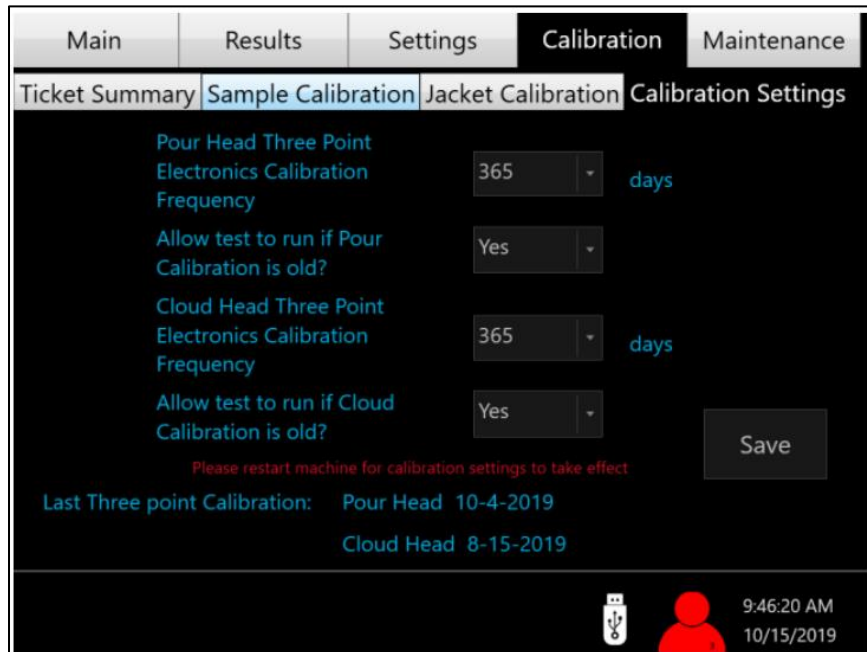 Main Results Settings Calibration Maintenance
Ticket Summary Sample Calibration Jacket Calibration Calibration Settings
Pour Head Three Point
Electronics Calibration
Frequency
365
days
Allow test to run if Pour
Calibration is old?
Yes
Cloud Head Three Point
Electronics Calibration
Frequency
365
days
Allow test to run if Cloud
Calibration is old?
Yes
Save
Please restart machine for calibration settings to take effect
Last Three point Calibration: Pour Head 10-4-2019
Cloud Head 8-15-2019
9:46:20 AM
10/15/2019